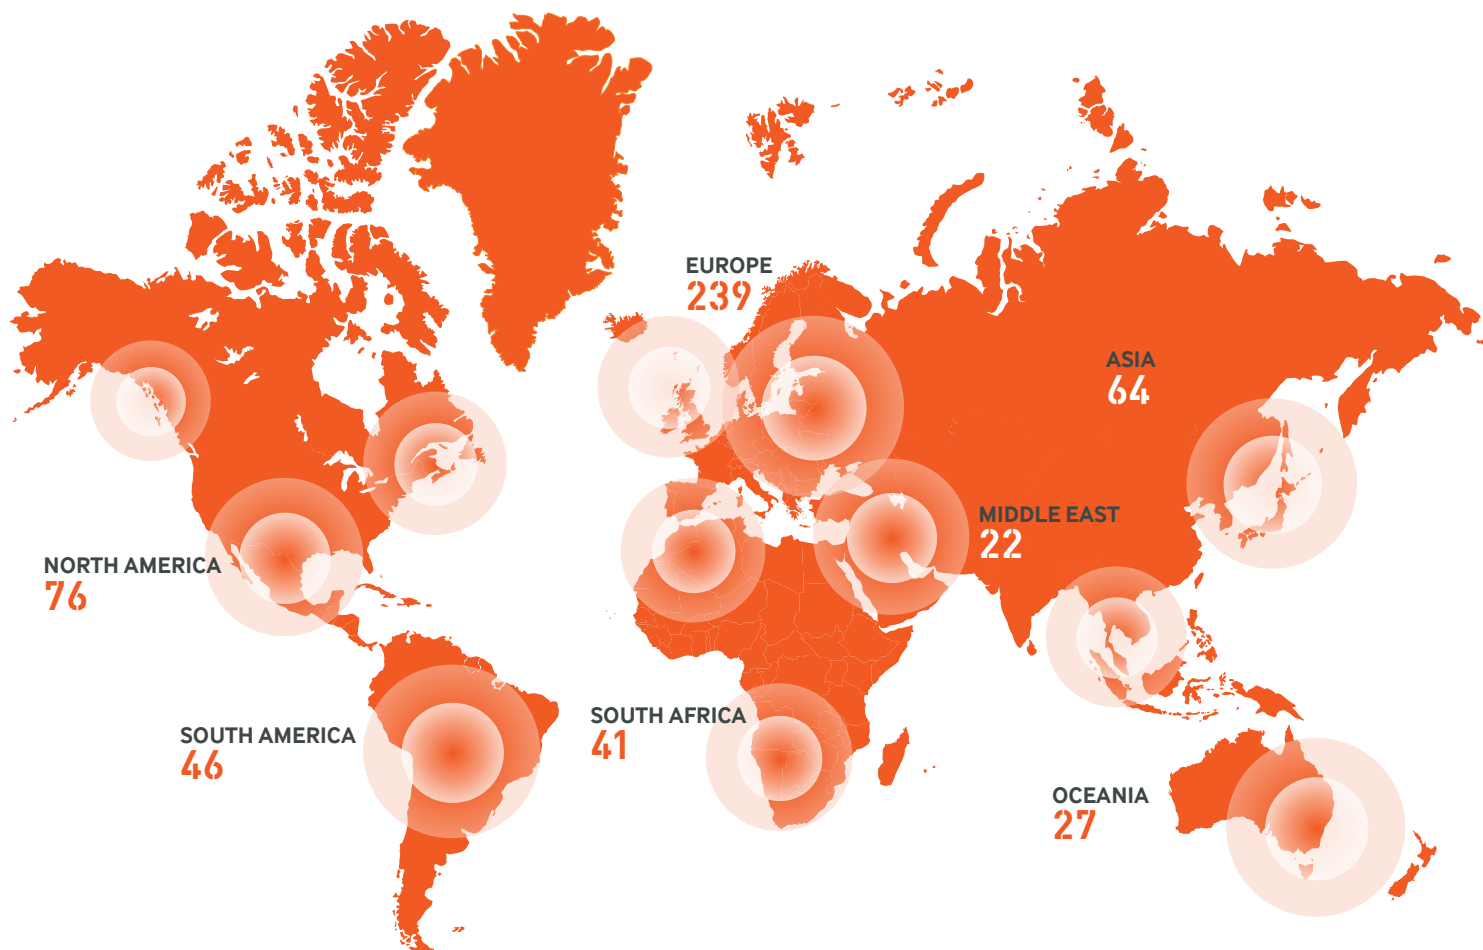 EUROPE
239
ASIA
64
MIDDLE EAST
22
NORTH AMERICA
76
SOUTH AMERICA
46
SOUTH AFRICA
41
OCEANIA
27